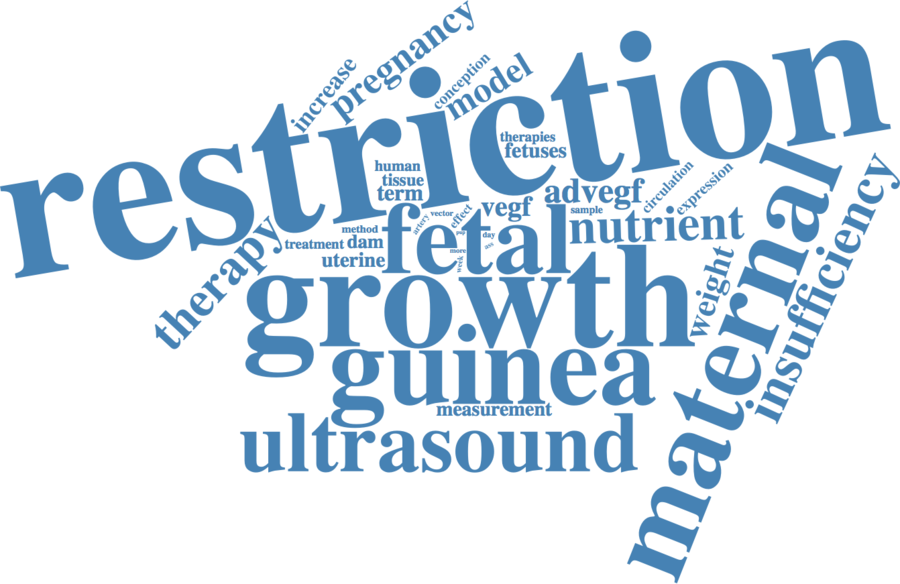 restriction
increase
pregnancy
conception
model
therapies
fetuses
human
tissue
term
advegf
circulation
expression
maternal
insufficiency
vegf
sample
nutrient
vector
effect
artery
method
treatment
dam
uterine
therapy
fetal
pig
day
more
week
growth
weight
guinea
measurement
ultrasound